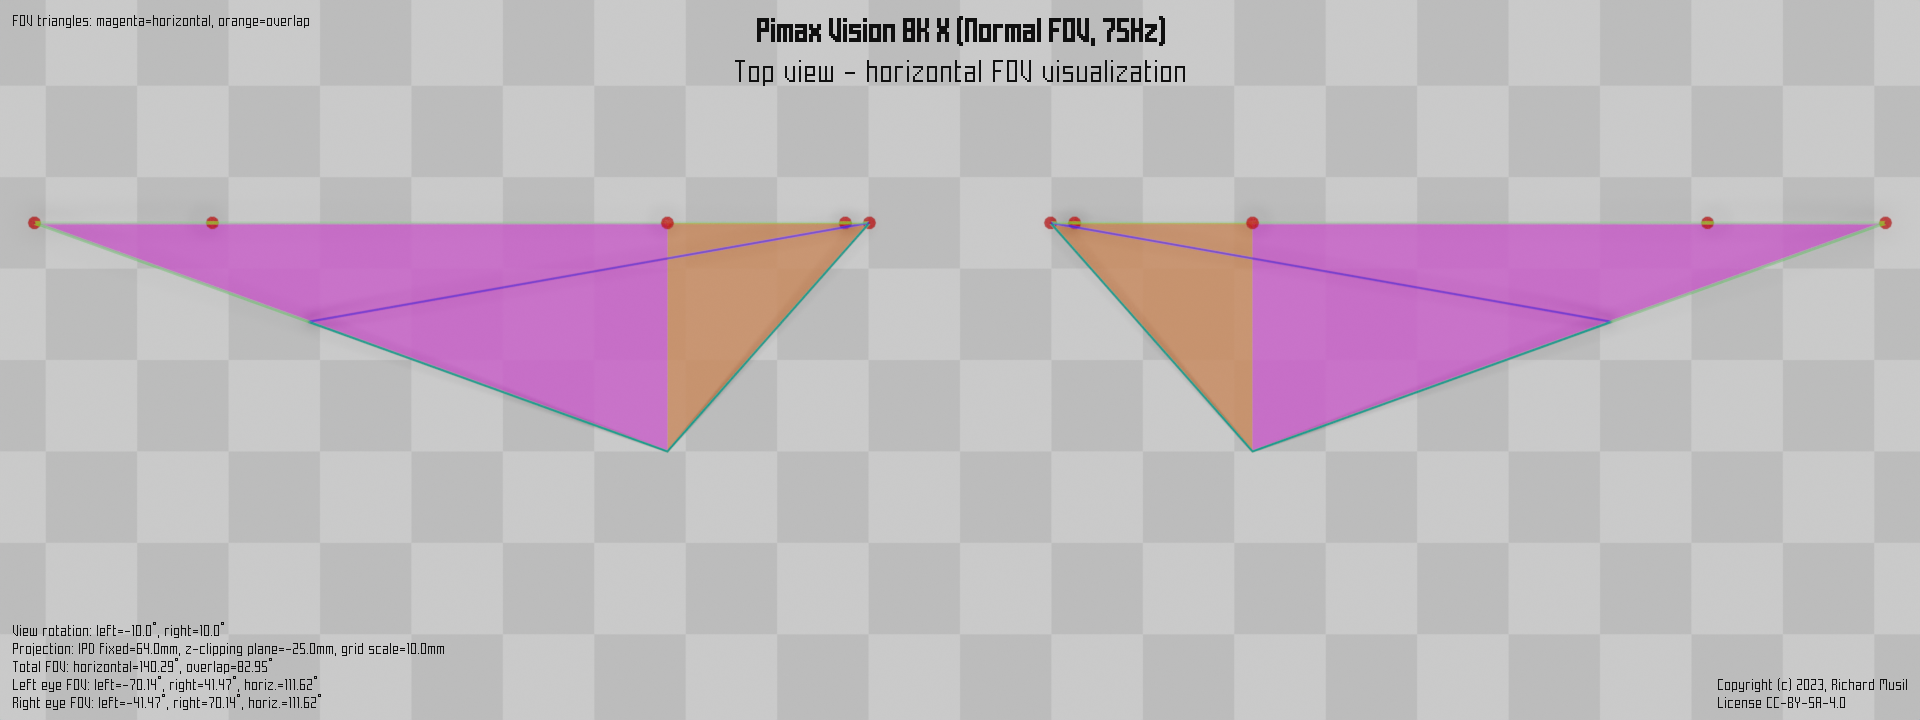 FOV triangles: magenta=horizontal, orange=overlap
Pimax Vision 8K X (Normal FOV, 75Hz)
Top view - horizontal FOV visualization
View rotation: left=-10.0°, right=10.0°
Projection: IPD fixed=64.0mm, z-clipping plane=-25.0mm, grid scale=10.0mm
Total FOV: horizontal=140.29°, overlap=82.95°
Left eye FOV: left=-70.14°, right=41.47°, horiz.=111.62°
Right eye FOV: left=-41.47°, right=70.14°, horiz.=111.62°
Copyright (c) 2023, Richard Musil
License CC-BY-SA-4.0